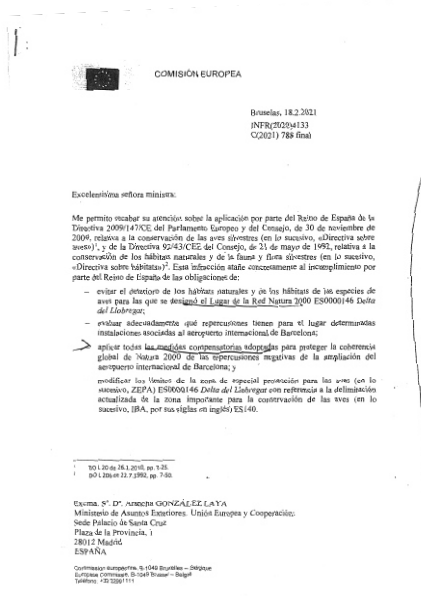 COMISIÓN EUROPEA
Bruselas, 18.2.2021
INFR(2020)4133
C(2021) 788 final
Excelentísima señora ministra:
Me permito recabar su atención sobre la aplicación por parte del Reino de España de la
Directiva 2009/147/CE del Parlamento Europeo y del Consejo, de 30 de noviembre de
2009, relativa a la conservación de las aves silvestres (en lo sucesivo, «Directiva sobre
aves»)¹, y de la Directiva 92/43/CEE del Consejo, de 21 de mayo de 1992, relativa a la
conservación de los hábitats naturales y de la fauna y flora silvestres (en lo sucesivo,
«Directiva sobre hábitats»)². Esta infracción atañe concretamente al incumplimiento por
parte del Reino de España de las obligaciones de:
– evitar el deterioro de los hábitats naturales y de los hábitats de las especies de
aves para las que se designó el Lugar de la Red Natura 2000 ES0000146 Delta
del Llobregat;
– evaluar adecuadamente qué repercusiones tienen para el lugar determinadas
instalaciones asociadas al aeropuerto internacional de Barcelona;
– aplicar todas las medidas compensatorias adoptadas para proteger la coherencia
global de Natura 2000 de las repercusiones negativas de la ampliación del
aeropuerto internacional de Barcelona; y
modificar los límites de la zona de especial protección para las aves (en lo
sucesivo, ZEPA) ES0000146 Delta del Llobregat con referencia a la delimitación
actualizada de la zona importante para la conservación de las aves (en lo
sucesivo, IBA, por sus siglas en inglés) ES140.
¹ DO L 20 de 26.1.2010, pp. 7-25.
² DO L 206 de 22.7.1992, pp. 7-50.
Excma. Sª. Dª. Arancha GONZÁLEZ LAYA
Ministerio de Asuntos Exteriores, Unión Europea y Cooperación
Sede Palacio de Santa Cruz
Plaza de la Provincia, 1
28012 Madrid
ESPAÑA
Commission européenne, B-1049 Bruxelles – Belgique
Europese Commissie, B-1049 Brussel – België
Teléfono: